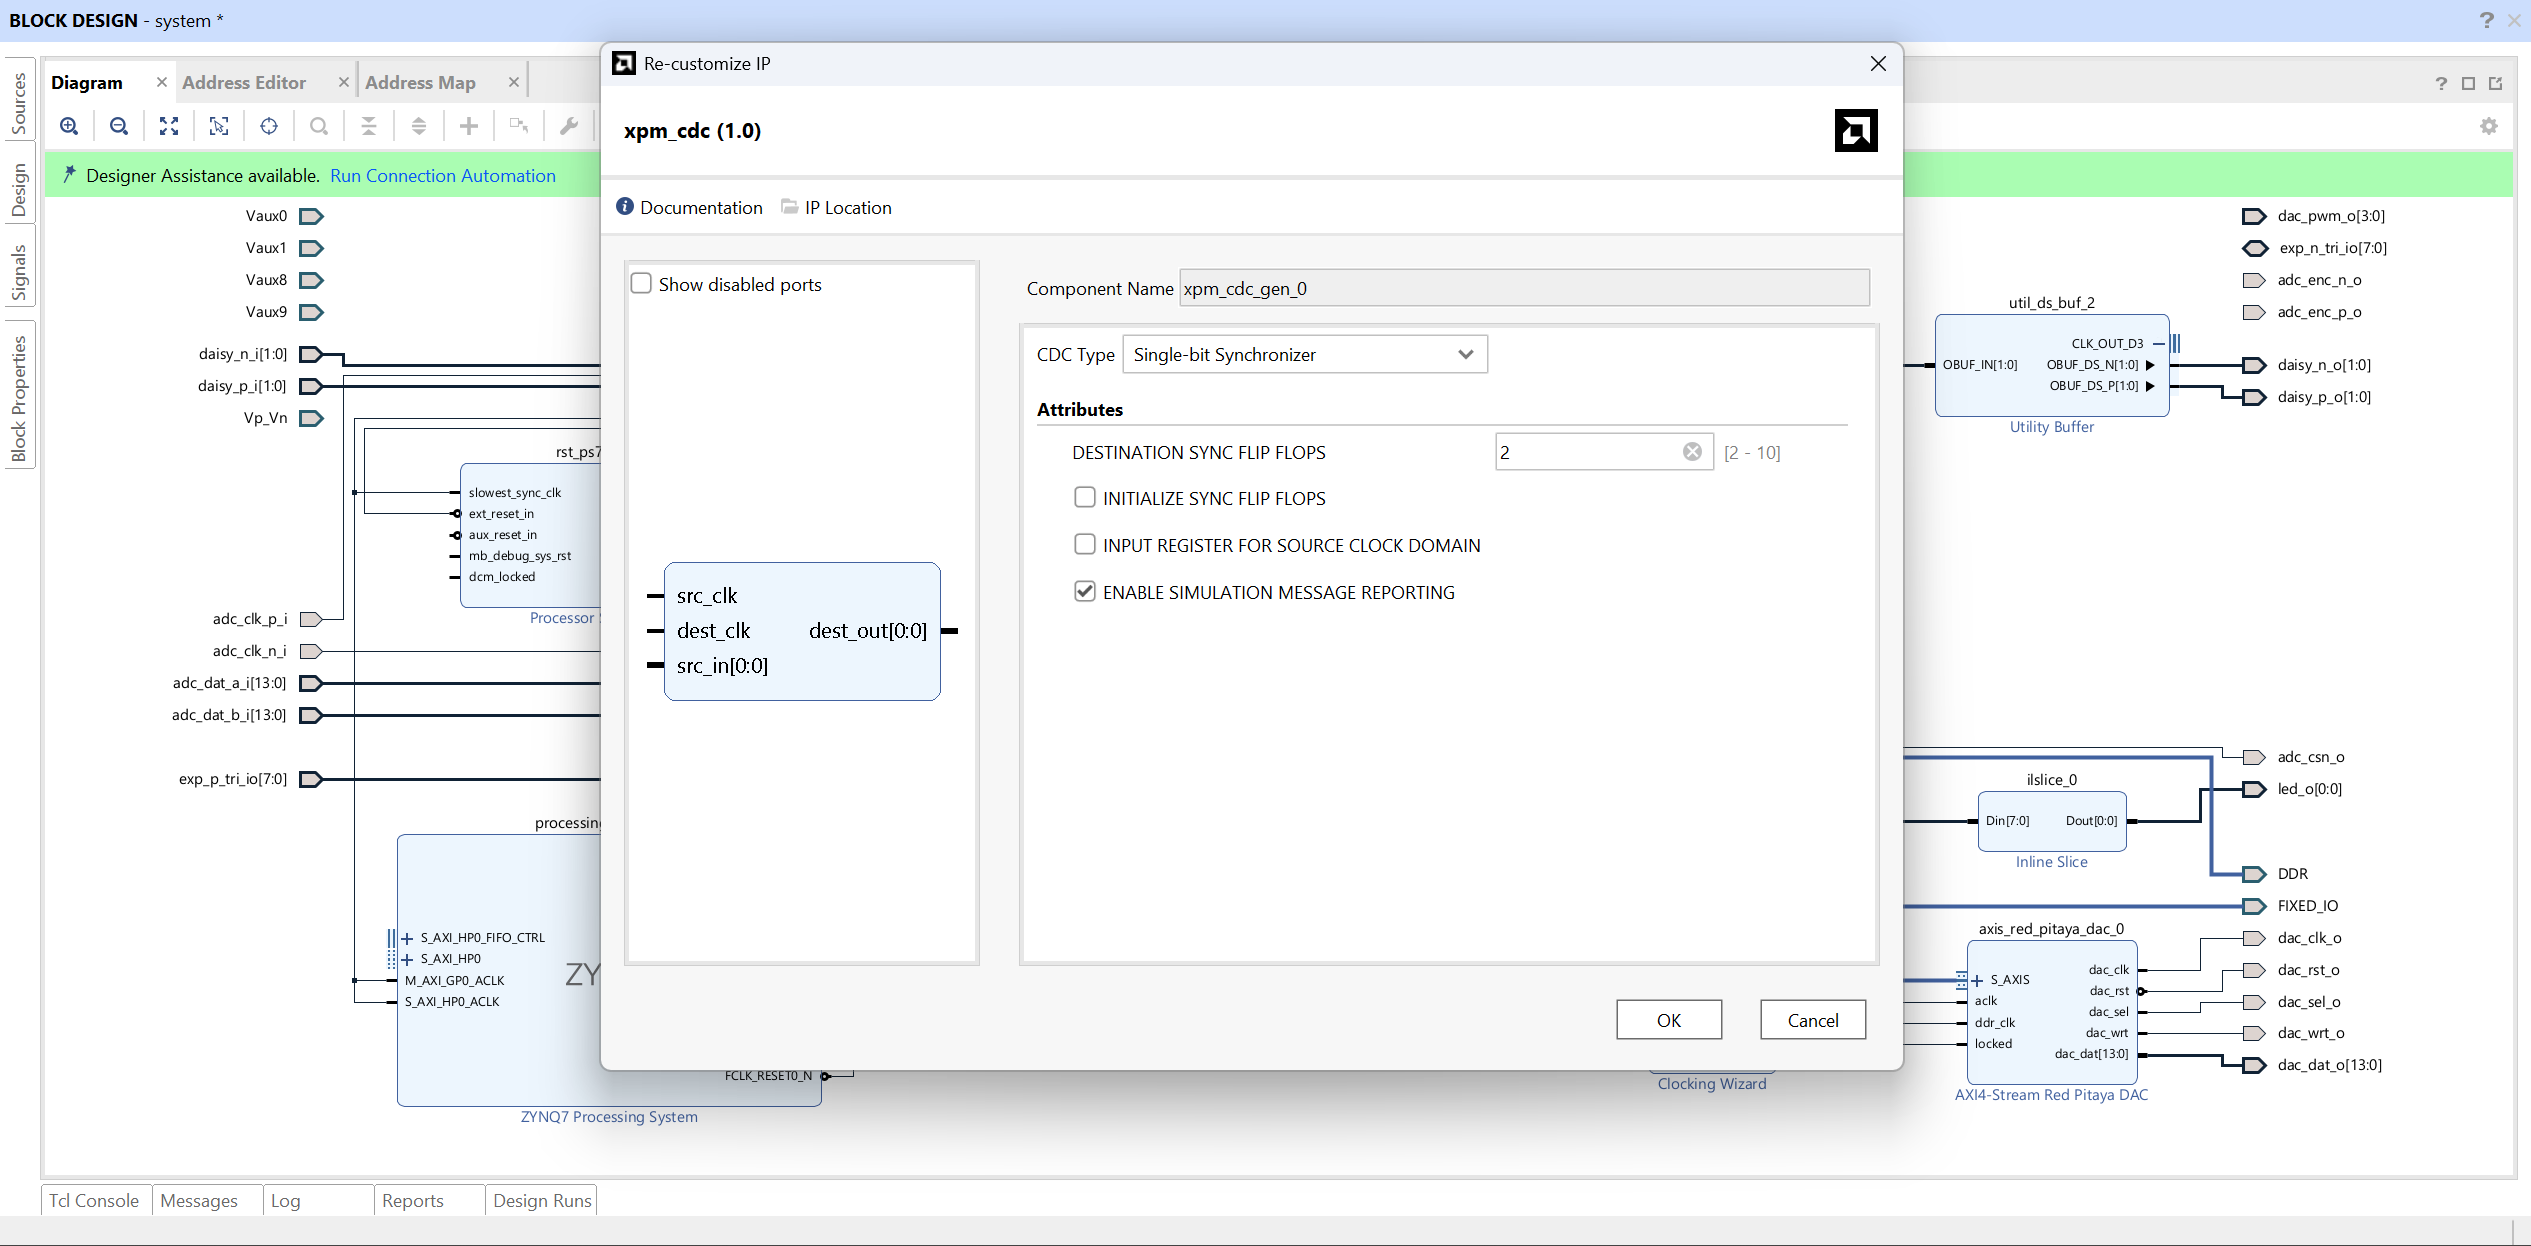 BLOCK DESIGN - system *
Sources
Design
Signals
Block Properties
Diagram
Address Editor
Address Map
Designer Assistance available. Run Connection Automation
Vaux0
Vaux1
Vaux8
Vaux9
daisy_n_i[1:0]
daisy_p_i[1:0]
Vp_Vn
rst_ps7
slowest_sync_clk
ext_reset_in
aux_reset_in
mb_debug_sys_rst
dcm_locked
Processor
adc_clk_p_i
adc_clk_n_i
adc_dat_a_i[13:0]
adc_dat_b_i[13:0]
exp_p_tri_io[7:0]
processing
S_AXI_HP0_FIFO_CTRL
S_AXI_HP0
M_AXI_GP0_ACLK
S_AXI_HP0_ACLK
ZY
FCLK_RESET0_N
ZYNQ7 Processing System
Re-customize IP
xpm_cdc (1.0)
Documentation
IP Location
Show disabled ports
src_clk
dest_clk
src_in[0:0]
dest_out[0:0]
Component Name xpm_cdc_gen_0
CDC Type Single-bit Synchronizer
Attributes
DESTINATION SYNC FLIP FLOPS 2 [2 - 10]
INITIALIZE SYNC FLIP FLOPS
INPUT REGISTER FOR SOURCE CLOCK DOMAIN
ENABLE SIMULATION MESSAGE REPORTING
OK
Cancel
Clocking Wizard
util_ds_buf_2
OBUF_IN[1:0]
CLK_OUT_D3
OBUF_DS_N[1:0]
OBUF_DS_P[1:0]
Utility Buffer
dac_pwm_o[3:0]
exp_n_tri_io[7:0]
adc_enc_n_o
adc_enc_p_o
daisy_n_o[1:0]
daisy_p_o[1:0]
ilslice_0
Din[7:0]
Dout[0:0]
Inline Slice
adc_csn_o
led_o[0:0]
DDR
FIXED_IO
axis_red_pitaya_dac_0
S_AXIS
aclk
ddr_clk
locked
dac_clk
dac_rst
dac_sel
dac_wrt
dac_dat[13:0]
AXI4-Stream Red Pitaya DAC
dac_clk_o
dac_rst_o
dac_sel_o
dac_wrt_o
dac_dat_o[13:0]
Tcl Console
Messages
Log
Reports
Design Runs